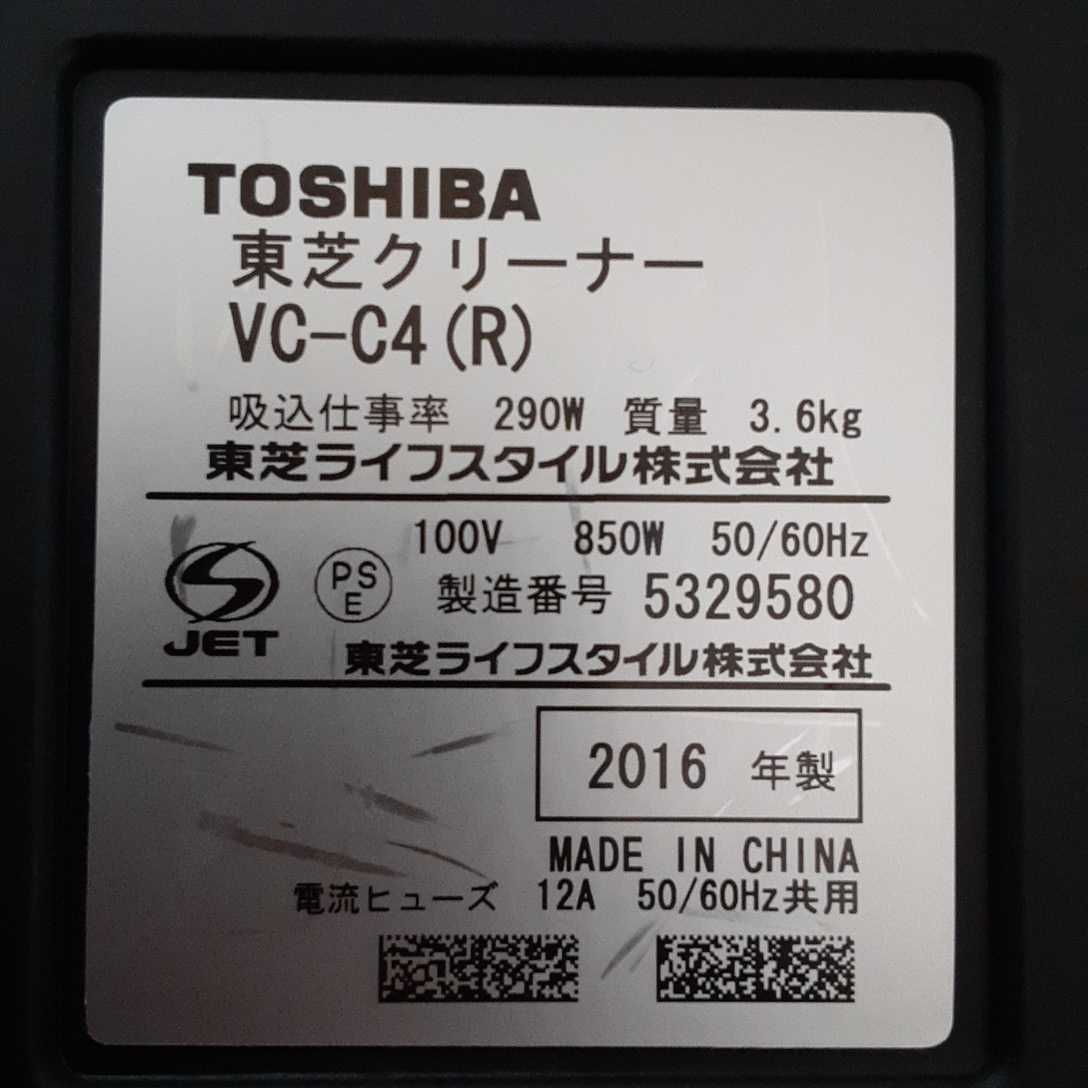 TOSHIBA
東芝クリーナー
VC-C4(R)
吸込仕事率 290W 質量 3.6kg
東芝ライフスタイル株式会社
100V 850W 50/60Hz
PS
E
製造番号 5329580
JET
東芝ライフスタイル株式会社
2016 年製
MADE IN CHINA
電流ヒューズ 12A 50/60Hz共用